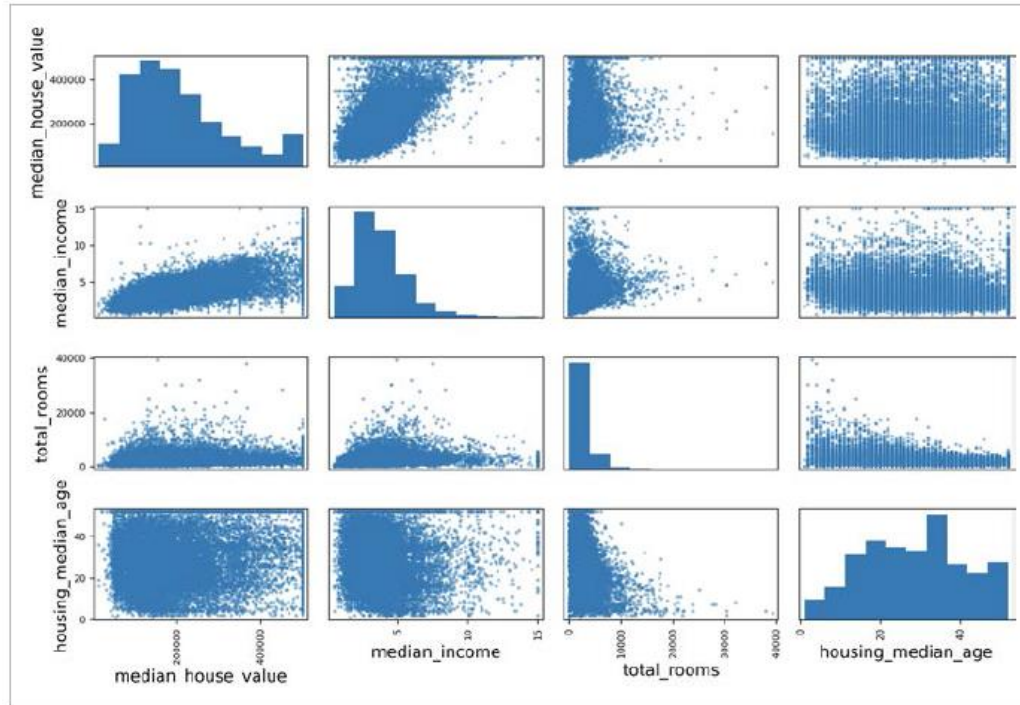 median_house_value
400000
200000
median_income
15
10
5
total_rooms
40000
20000
0
housing_median_age
40
20
0
200000
400000
median house value
5
10
15
median_income
0
10000
20000
30000
40000
total_rooms
20
40
housing_median_age